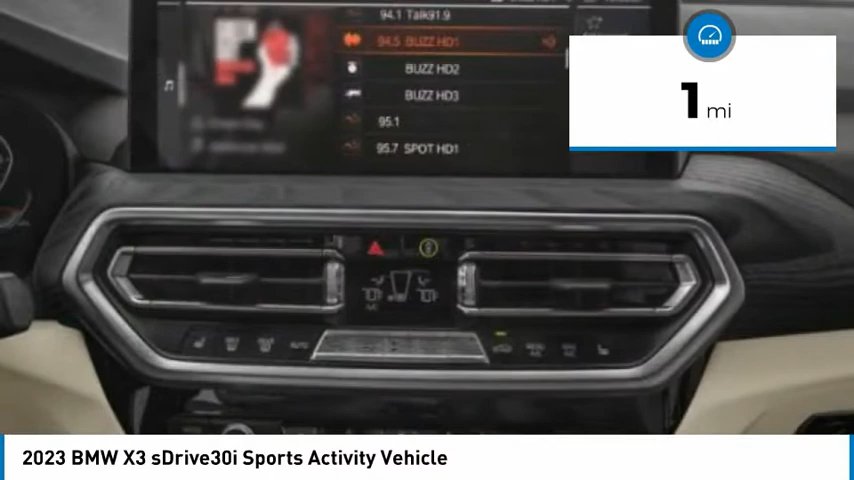 94.1 Talk91.9
94.5 BUZZ HD1
BUZZ HD2
BUZZ HD3
95.1
95.7 SPOT HD1
1 mi
AUTO
2023 BMW X3 sDrive30i Sports Activity Vehicle